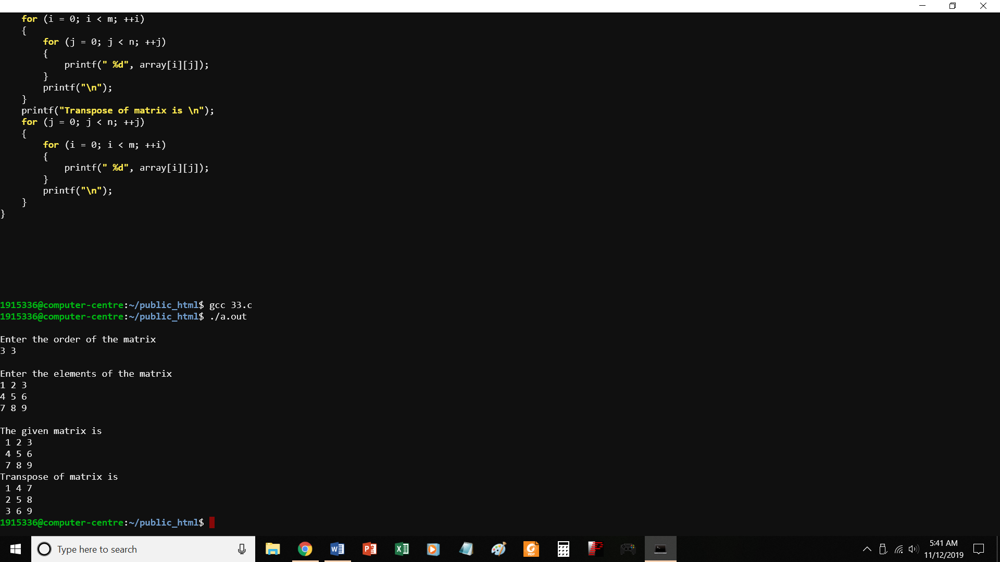 for (i = 0; i < m; ++i)
    {
        for (j = 0; j < n; ++j)
        {
            printf(" %d", array[i][j]);
        }
        printf("\n");
    }
    printf("Transpose of matrix is \n");
    for (j = 0; j < n; ++j)
    {
        for (i = 0; i < m; ++i)
        {
            printf(" %d", array[i][j]);
        }
        printf("\n");
    }
}
1915336@computer-centre:~/public_html$ gcc 33.c
1915336@computer-centre:~/public_html$ ./a.out
Enter the order of the matrix
3 3
Enter the elements of the matrix
1 2 3
4 5 6
7 8 9
The given matrix is
 1 2 3
 4 5 6
 7 8 9
Transpose of matrix is
 1 4 7
 2 5 8
 3 6 9
1915336@computer-centre:~/public_html$
Type here to search
5:41 AM
11/12/2019